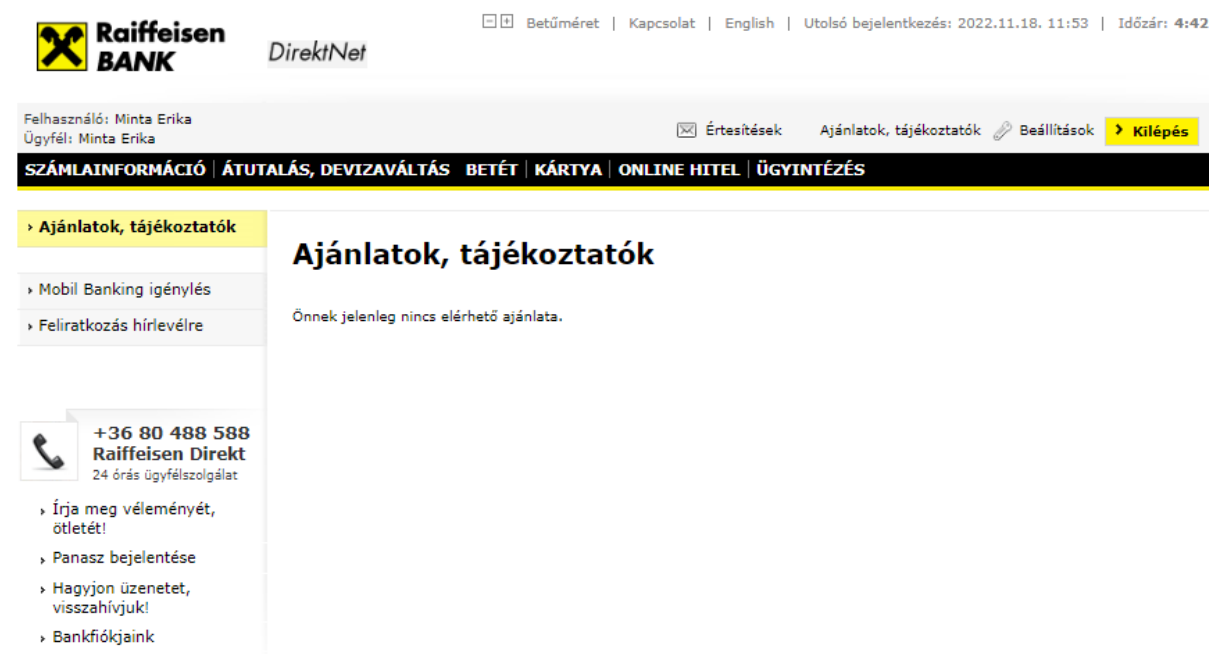 Raiffeisen
BANK
DirektNet
Betűméret | Kapcsolat | English | Utolsó bejelentkezés: 2022.11.18. 11:53 | Időzár: 4:42
Felhasználó: Minta Erika
Ügyfél: Minta Erika
Értesítések Ajánlatok, tájékoztatók Beállítások Kilépés
SZÁMLAINFORMÁCIÓ | ÁTUTALÁS, DEVIZAVÁLTÁS BETÉT | KÁRTYA | ONLINE HITEL | ÜGYINTÉZÉS
Ajánlatok, tájékoztatók
Mobil Banking igénylés
Feliratkozás hírlevélre
+36 80 488 588
Raiffeisen Direkt
24 órás ügyfélszolgálat
Írja meg véleményét,
ötletét!
Panasz bejelentése
Hagyjon üzenetet,
visszahívjuk!
Bankfiókjaink
Ajánlatok, tájékoztatók
Önnek jelenleg nincs elérhető ajánlata.